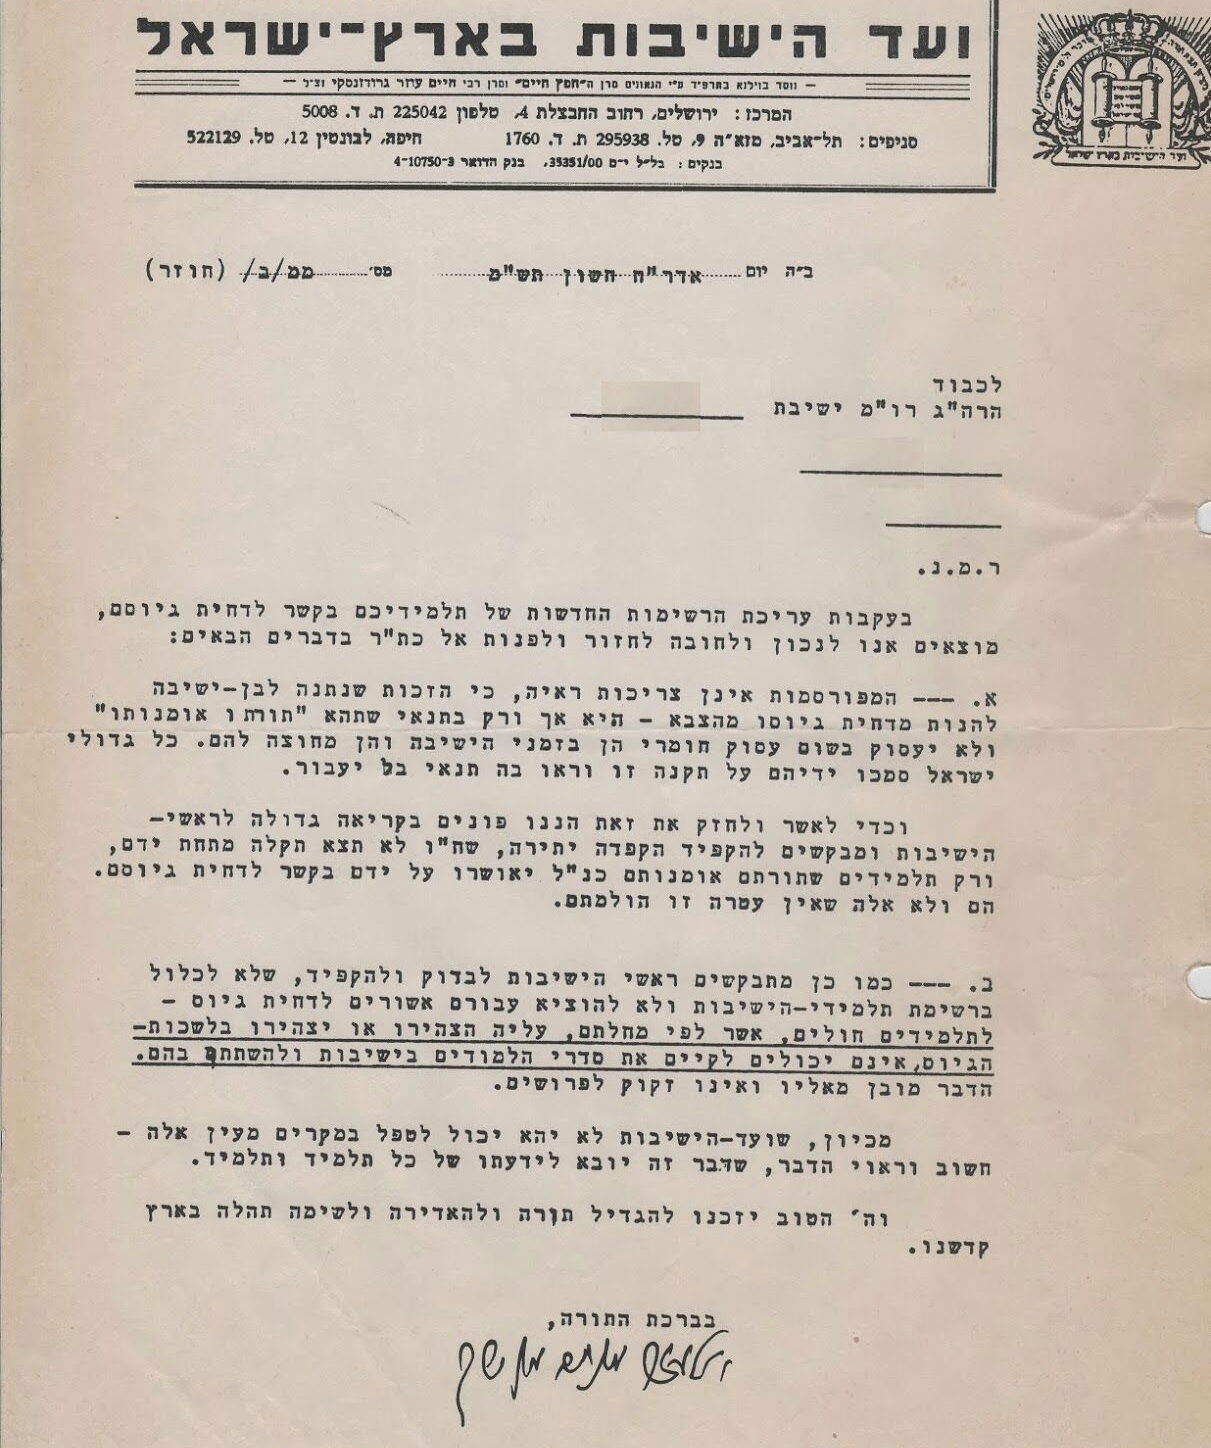 ועד הישיבות בארץ־ישראל
— נוסד בוילנא בתרפ״ד ע״י הגאונים מרן ה״חפץ חיים״ ומרן רבי חיים עוזר גרודזנסקי זצ״ל —
המרכז: ירושלים, רחוב החבצלת 4, טלפון 225042 ת. ד. 5008
סניפים: תל־אביב, מזא״ה 9, טל. 295938 ת. ד. 1760 חיפה, לבונטין 12, טל. 522129
בנקים: בל״ל י־ם 35351/00, בנק הדואר 4-10750-3
ועד הישיבות בארץ ישראל
ב״ה יום אדר"ח חשון תש"מ מס׳ ממ/ב/ (חוזר)
לכבוד
הרה"ג רו"מ ישיבת
ר.מ.נ.
בעקבות עריכת הרשימות החדשות של תלמידיכם בקשר לדחית גיוסם,
מוצאים אנו לנכון ולחובה לחזור ולפנות אל כת"ר בדברים הבאים:
א. --- המפורסמות אינן צריכות ראיה, כי הזכות שנתנה לבן-ישיבה
להנות מדחית גיוסו מהצבא - היא אך ורק בתנאי שתהא "תורתו אומנותו"
ולא יעסוק בשום עסוק חומרי הן בזמני הישיבה והן מחוצה להם. כל גדולי
ישראל סמכו ידיהם על תקנה זו וראו בה תנאי בל יעבור.
וכדי לאשר ולחזק את זאת הננו פונים בקריאה גדולה לראשי-
הישיבות ומבקשים להקפיד הקפדה יתירה, שח"ו לא תצא תקלה מתחת ידם,
ורק תלמידים שתורתם אומנותם כנ"ל יאושרו על ידם בקשר לדחית גיוסם.
הם ולא אלה שאין עטרה זו הולמתם.
ב. --- כמו כן מתבקשים ראשי הישיבות לבדוק ולהקפיד, שלא לכלול
ברשימת תלמידי-הישיבות ולא להוציא עבורם אשורים לדחית גיוס -
לתלמידים חולים, אשר לפי מחלתם, עליה הצהירו או יצהירו בלשכות-
הגיוס,אינם יכולים לקיים את סדרי הלמודים בישיבות ולהשתתף בהם.
הדבר מובן מאליו ואינו זקוק לפרושים.
מכיון, שועד-הישיבות לא יהא יכול לטפל במקרים מעין אלה -
חשוב וראוי הדבר, שדבר זה יובא לידעתו של כל תלמיד ותלמיד.
וה' הטוב יזכנו להגדיל תורה ולהאדירה ולשימה תהלה בארץ
קדשנו.
בברכת התורה,
מנחם מן שך